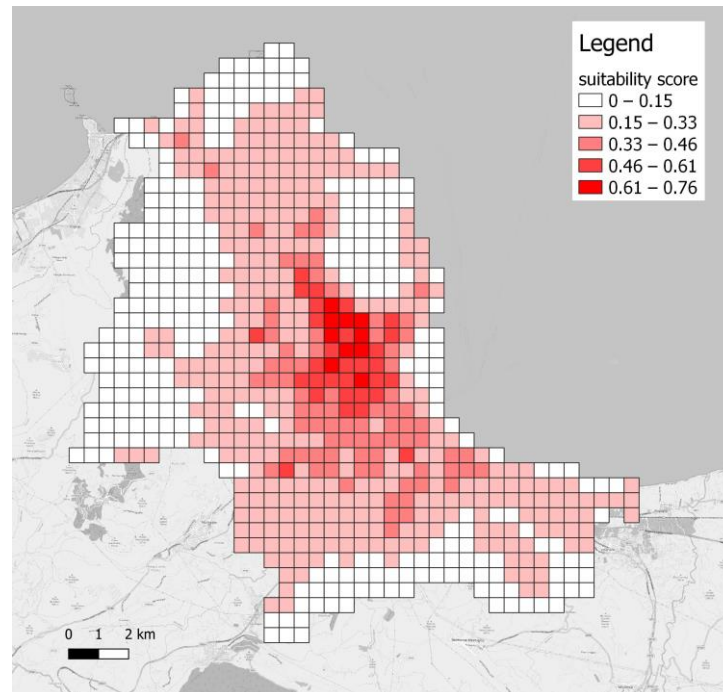 Legend
suitability score
0 – 0.15
0.15 – 0.33
0.33 – 0.46
0.46 – 0.61
0.61 – 0.76
0 1 2 km